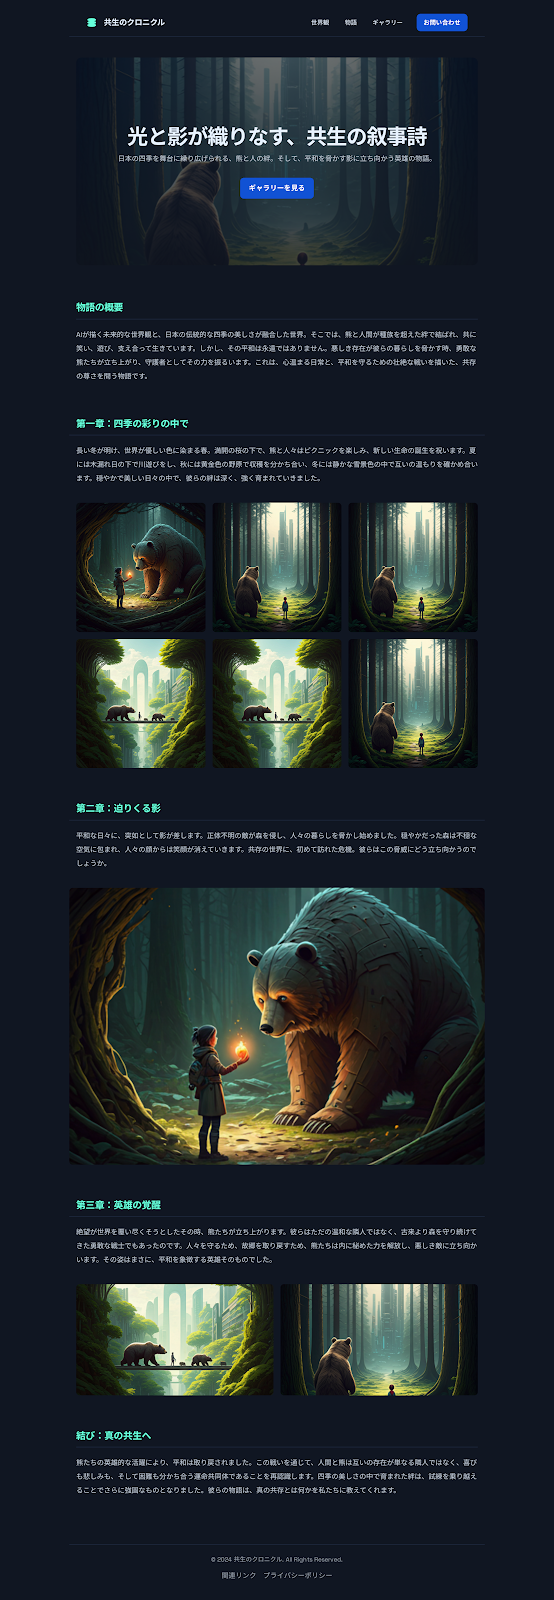 共生のクロニクル
世界観
物語
ギャラリー
お問い合わせ
光と影が織りなす、共生の叙事詩
日本の四季を舞台に繰り広げられる、熊と人の絆。そして、平和を脅かす影に立ち向かう英雄の物語。
ギャラリーを見る
物語の概要
AIが描く未来的な世界観と、日本の伝統的な四季の美しさが融合した世界。そこでは、熊と人間が種族を超えた絆で結ばれ、共に
笑い、遊び、支え合って生きています。しかし、その平和は永遠ではありません。悪しき存在が彼らの暮らしを脅かす時、勇敢な
熊たちが立ち上がり、守護者としてその力を振るいます。これは、心温まる日常と、平和を守るための壮絶な戦いを描いた、共存
の尊さを問う物語です。
第一章：四季の彩りの中で
長い冬が明け、世界が優しい色に染まる春。満開の桜の下で、熊と人々はピクニックを楽しみ、新しい生命の誕生を祝います。夏
には木漏れ日の下で川遊びをし、秋には黄金色の野原で収穫を分かち合い、冬には静かな雪景色の中で互いの温もりを確かめ合い
ます。穏やかで美しい日々の中で、彼らの絆は深く、強く育まれていきました。
第二章：迫りくる影
平和な日々に、突如として影が差します。正体不明の敵が森を侵し、人々の暮らしを脅かし始めました。穏やかだった森は不穏な
空気に包まれ、人々の顔からは笑顔が消えていきます。共存の世界に、初めて訪れた危機。彼らはこの脅威にどう立ち向かうので
しょうか。
第三章：英雄の覚醒
絶望が世界を覆い尽くそうとしたその時、熊たちが立ち上がります。彼らはただの温和な隣人ではなく、古来より森を守り続けて
きた勇敢な戦士でもあったのです。人々を守るため、故郷を取り戻すため、熊たちは内に秘めた力を解放し、悪しき敵に立ち向か
います。その姿はまさに、平和を象徴する英雄そのものでした。
結び：真の共生へ
熊たちの英雄的な活躍により、平和は取り戻されました。この戦いを通じて、人間と熊は互いの存在が単なる隣人ではなく、喜び
も悲しみも、そして困難も分かち合う運命共同体であることを再認識します。四季の美しさの中で育まれた絆は、試練を乗り越え
ることでさらに強固なものとなりました。彼らの物語は、真の共存とは何かを私たちに教えてくれます。
© 2024 共生のクロニクル. All Rights Reserved.
関連リンク プライバシーポリシー